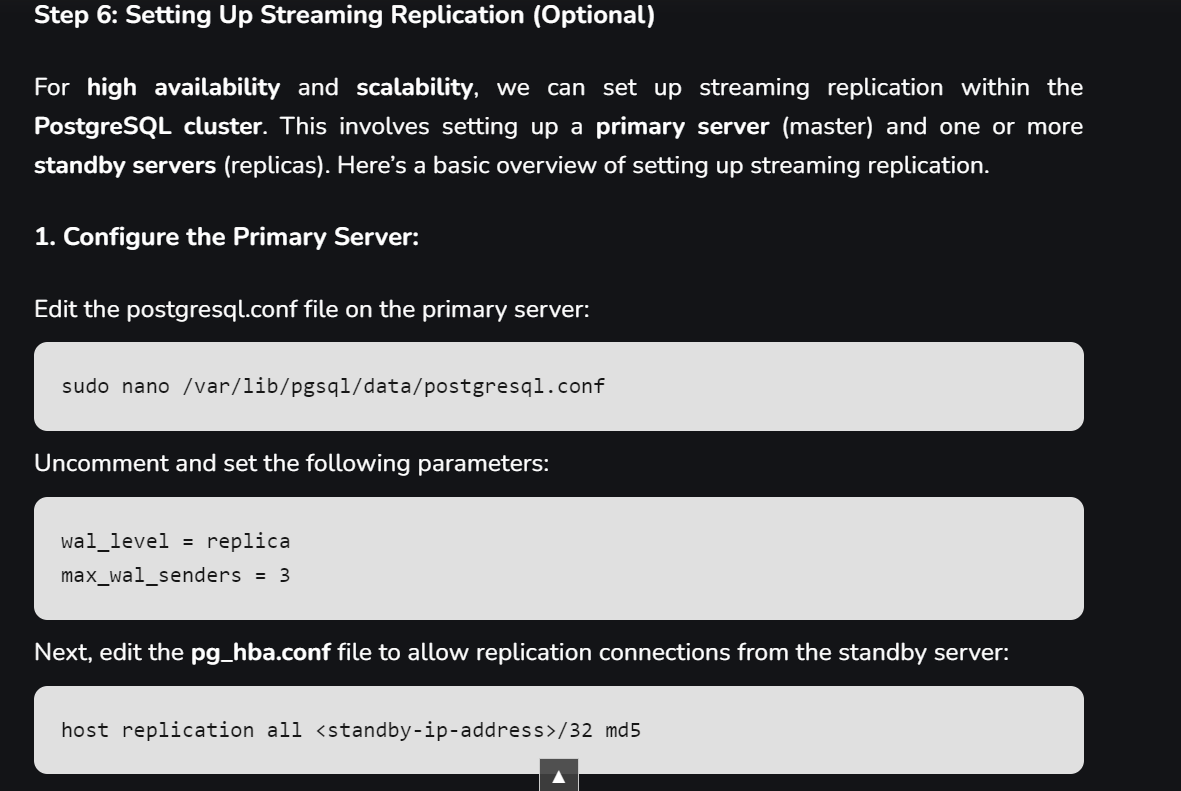 Step 6: Setting Up Streaming Replication (Optional)
For high availability and scalability, we can set up streaming replication within the
PostgreSQL cluster. This involves setting up a primary server (master) and one or more
standby servers (replicas). Here’s a basic overview of setting up streaming replication.
1. Configure the Primary Server:
Edit the postgresql.conf file on the primary server:
sudo nano /var/lib/pgsql/data/postgresql.conf
Uncomment and set the following parameters:
wal_level = replica
max_wal_senders = 3
Next, edit the pg_hba.conf file to allow replication connections from the standby server:
host replication all <standby-ip-address>/32 md5